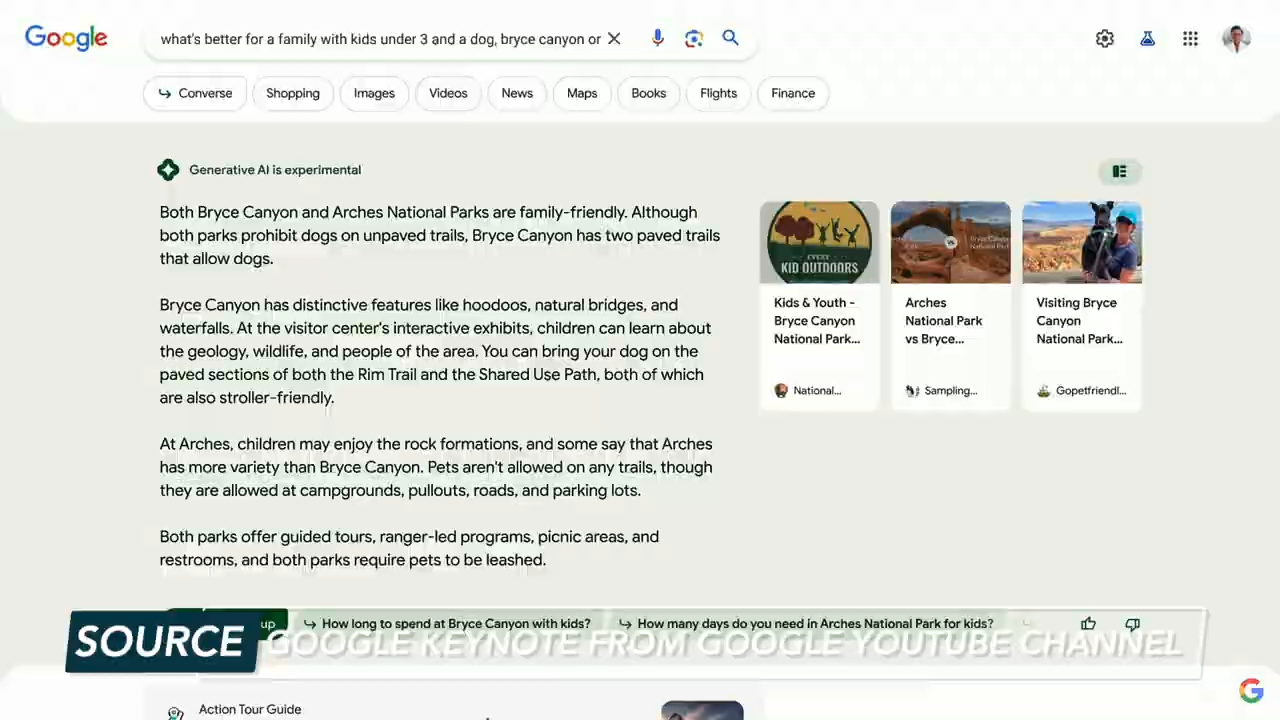 Google
what's better for a family with kids under 3 and a dog, bryce canyon or
Converse
Shopping
Images
Videos
News
Maps
Books
Flights
Finance
Generative AI is experimental
Both Bryce Canyon and Arches National Parks are family-friendly. Although
both parks prohibit dogs on unpaved trails, Bryce Canyon has two paved trails
that allow dogs.
Bryce Canyon has distinctive features like hoodoos, natural bridges, and
waterfalls. At the visitor center's interactive exhibits, children can learn about
the geology, wildlife, and people of the area. You can bring your dog on the
paved sections of both the Rim Trail and the Shared Use Path, both of which
are also stroller-friendly.
At Arches, children may enjoy the rock formations, and some say that Arches
has more variety than Bryce Canyon. Pets aren't allowed on any trails, though
they are allowed at campgrounds, pullouts, roads, and parking lots.
Both parks offer guided tours, ranger-led programs, picnic areas, and
restrooms, and both parks require pets to be leashed.
KID OUTDOORS
Kids & Youth -
Bryce Canyon
National Park...
National...
vs
Bryce Canyon
National Park
Arches
National Park
vs Bryce...
Sampling...
Visiting Bryce
Canyon
National Park...
Gopetfriendl...
up
How long to spend at Bryce Canyon with kids?
How many days do you need in Arches National Park for kids?
SOURCE
GOOGLE KEYNOTE FROM GOOGLE YOUTUBE CHANNEL
G
Action Tour Guide